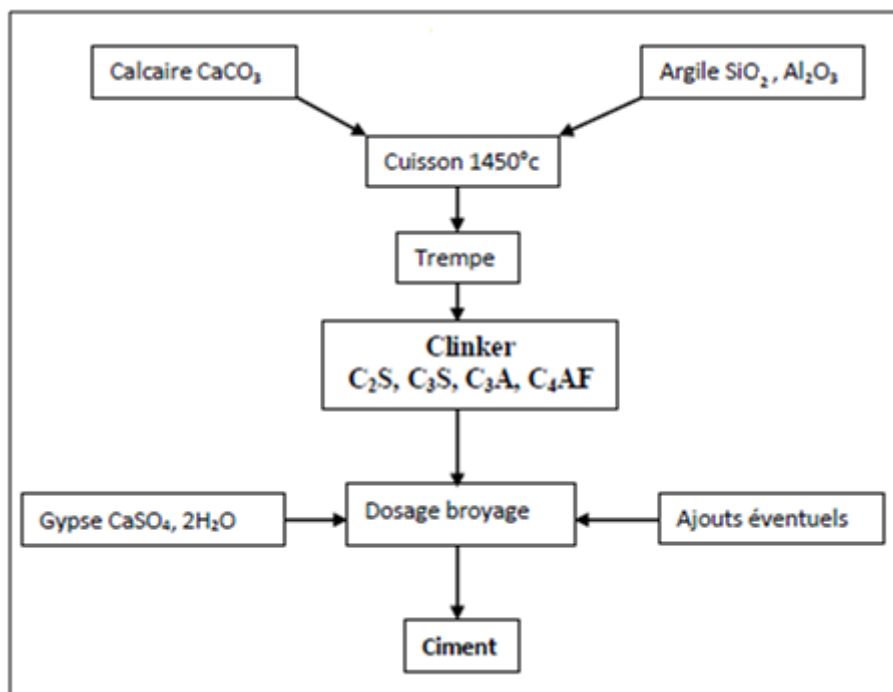 Calcaire CaCO₃
Argile SiO₂ , Al₂O₃
Cuisson 1450°c
Trempe
Clinker
C₂S, C₃S, C₃A, C₄AF
Gypse CaSO₄, 2H₂O
Dosage broyage
Ajouts éventuels
Ciment